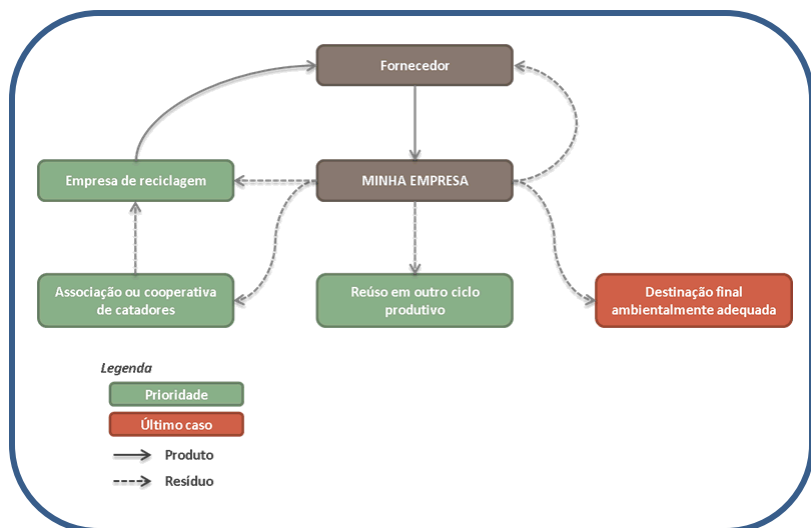 Fornecedor
Empresa de reciclagem
MINHA EMPRESA
Associação ou cooperativa
de catadores
Reúso em outro ciclo
produtivo
Destinação final
ambientalmente adequada
Legenda
Prioridade
Último caso
Produto
Resíduo